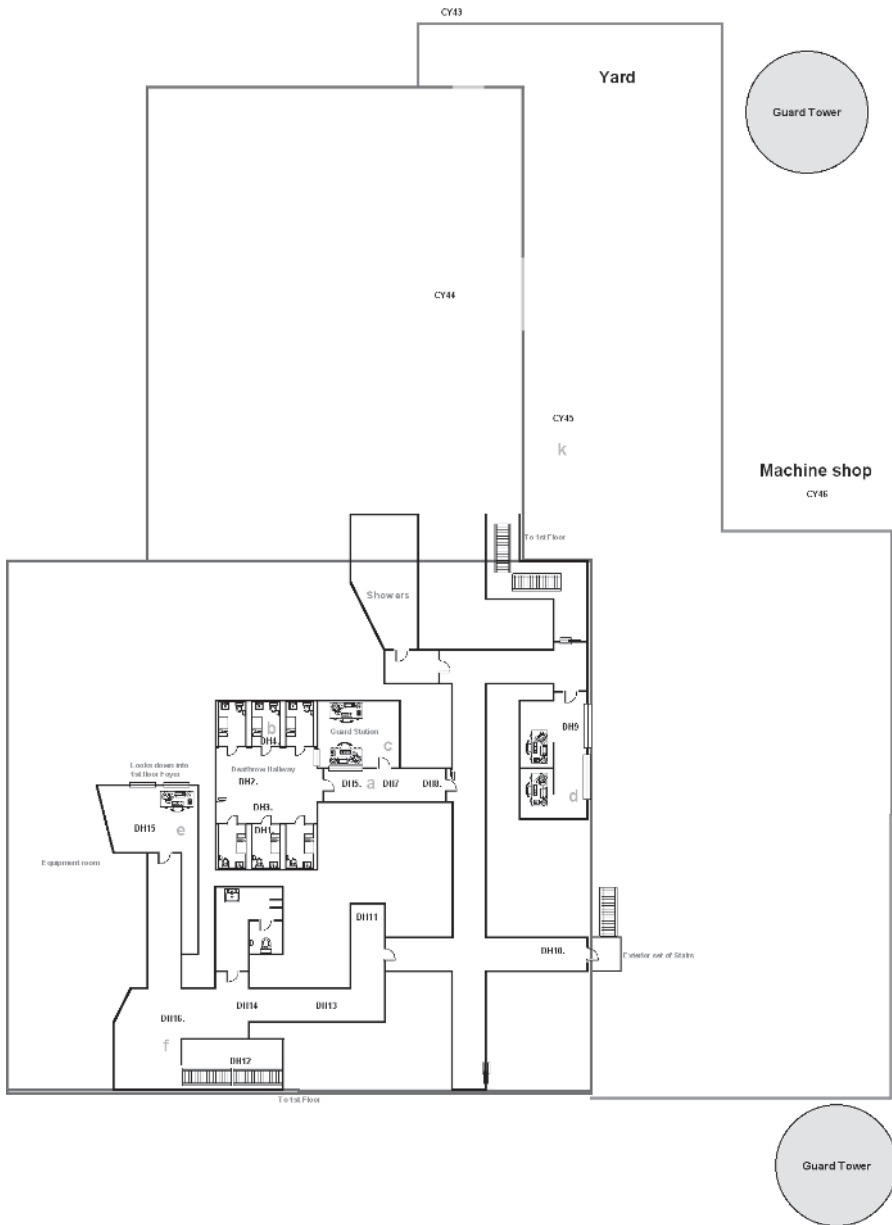 CY43
Yard
Guard Tower
CY44
CY45
k
Machine shop
CY46
To 1st Floor
Showers
DH9
b
DH4.
Guard Station
c
Deathrow Hallway
DH2.
DH5.
a
DH7
DH8.
d
Looks down into
1st floor Foyer
DH3.
DH15
e
DH1.
Equipment room
DH11
DH10.
Exterior set of Stairs
DH14
DH13
DH16.
f
DH12
To 1st Floor
Guard Tower